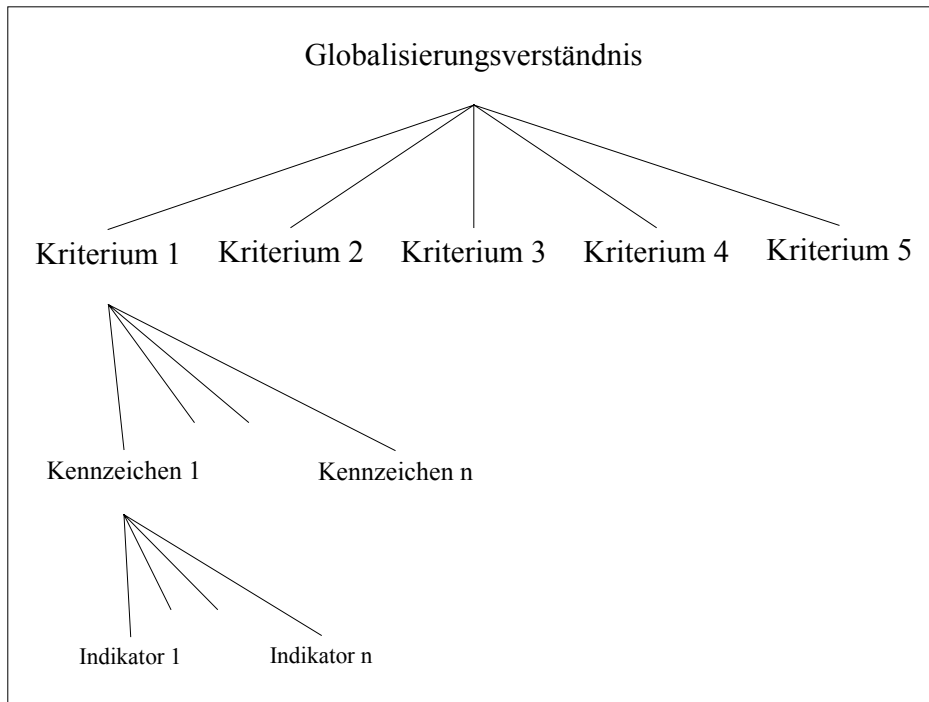 Globalisierungsverständnis
Kriterium 1 Kriterium 2 Kriterium 3 Kriterium 4 Kriterium 5
Kennzeichen 1 Kennzeichen n
Indikator 1 Indikator n